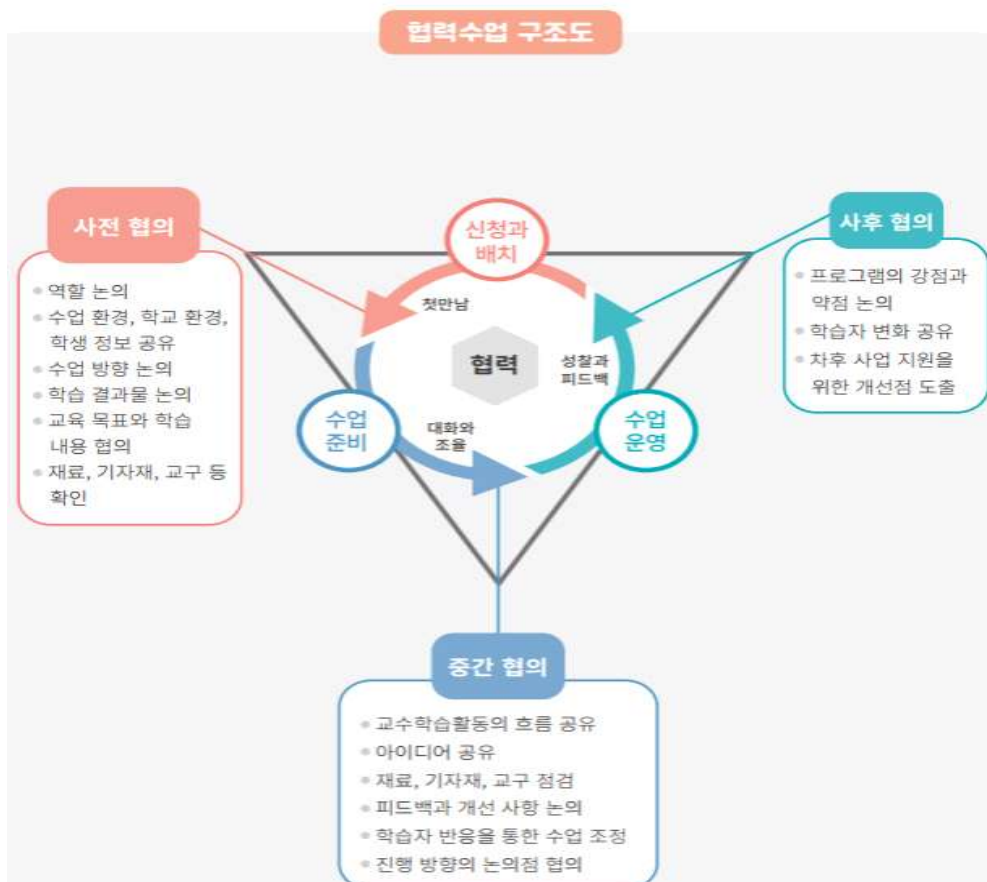 협력수업 구조도
사전 협의
역할 논의
수업 환경, 학교 환경,
학생 정보 공유
수업 방향 논의
학습 결과물 논의
교육 목표와 학습
내용 협의
재료, 기자재, 교구 등
확인
신청과
배치
첫만남
협력
성찰과
피드백
수업
준비
대화와
조율
수업
운영
사후 협의
프로그램의 강점과
약점 논의
학습자 변화 공유
차후 사업 지원을
위한 개선점 도출
중간 협의
교수학습활동의 흐름 공유
아이디어 공유
재료, 기자재, 교구 점검
피드백과 개선 사항 논의
학습자 반응을 통한 수업 조정
진행 방향의 논의점 협의